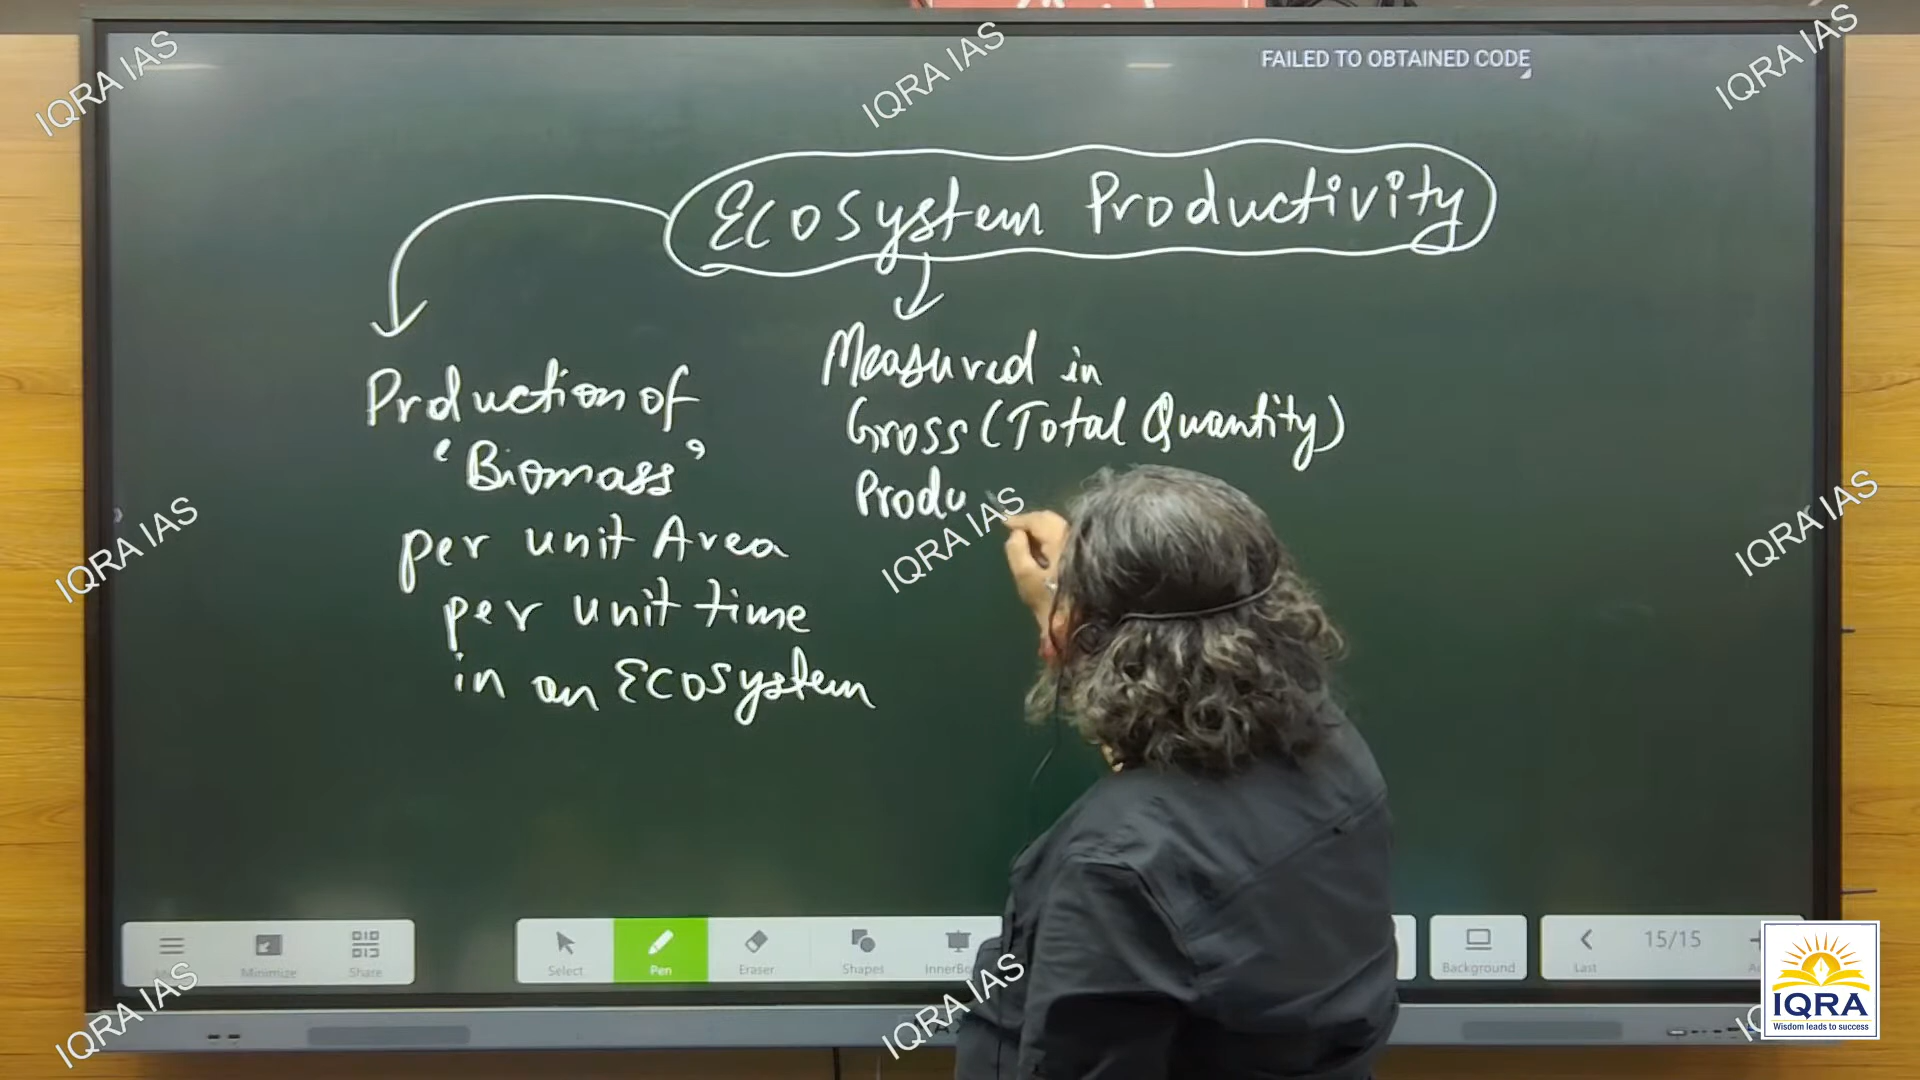 FAILED TO OBTAINED CODE
Ecosystem Productivity
Production of
"Biomass"
per unit Area
per unit time
in an Ecosystem
Measured in
Gross (Total Quantity)
Produ
IQRA IAS
IQRA IAS
IQRA IAS
IQRA IAS
IQRA IAS
IQRA IAS
IQRA IAS
IQRA IAS
Minimize
Share
Select
Pen
Eraser
Shapes
Background
Last
15/15
IQRA
Wisdom leads to success